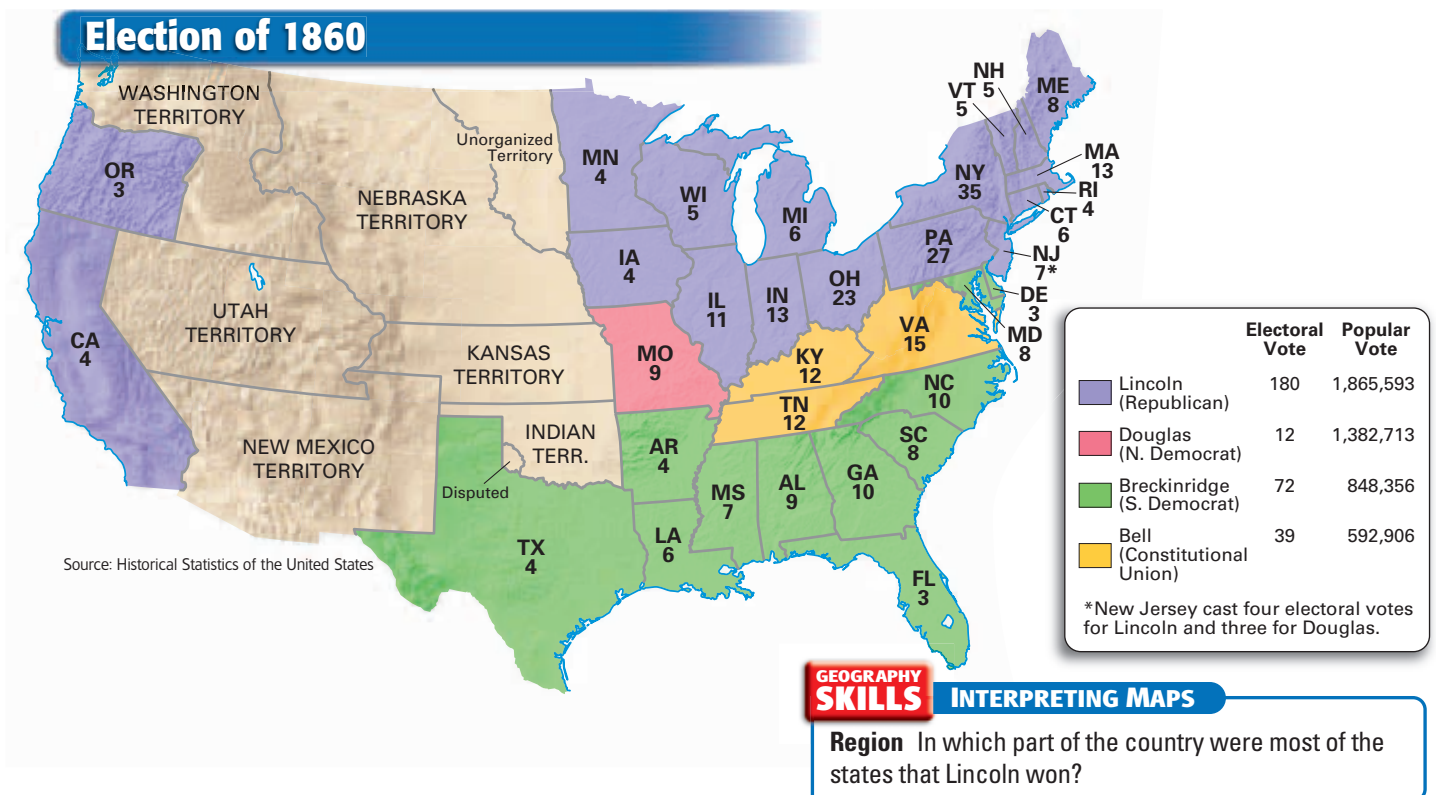 Election of 1860
WASHINGTON
TERRITORY
OR
3
CA
4
NEBRASKA
TERRITORY
Unorganized
Territory
UTAH
TERRITORY
KANSAS
TERRITORY
NEW MEXICO
TERRITORY
INDIAN
TERR.
Disputed
MN
4
WI
5
MI
6
IA
4
IL
11
IN
13
OH
23
PA
27
NY
35
VT
5
NH
5
ME
8
MA
13
RI
4
CT
6
NJ
7*
DE
3
MD
8
MO
9
KY
12
VA
15
TN
12
NC
10
SC
8
AR
4
MS
7
AL
9
GA
10
LA
6
TX
4
FL
3
Source: Historical Statistics of the United States
Electoral Popular
Vote Vote
Lincoln 180 1,865,593
(Republican)
Douglas 12 1,382,713
(N. Democrat)
Breckinridge 72 848,356
(S. Democrat)
Bell 39 592,906
(Constitutional
Union)
*New Jersey cast four electoral votes
for Lincoln and three for Douglas.
GEOGRAPHY
SKILLS INTERPRETING MAPS
Region In which part of the country were most of the
states that Lincoln won?